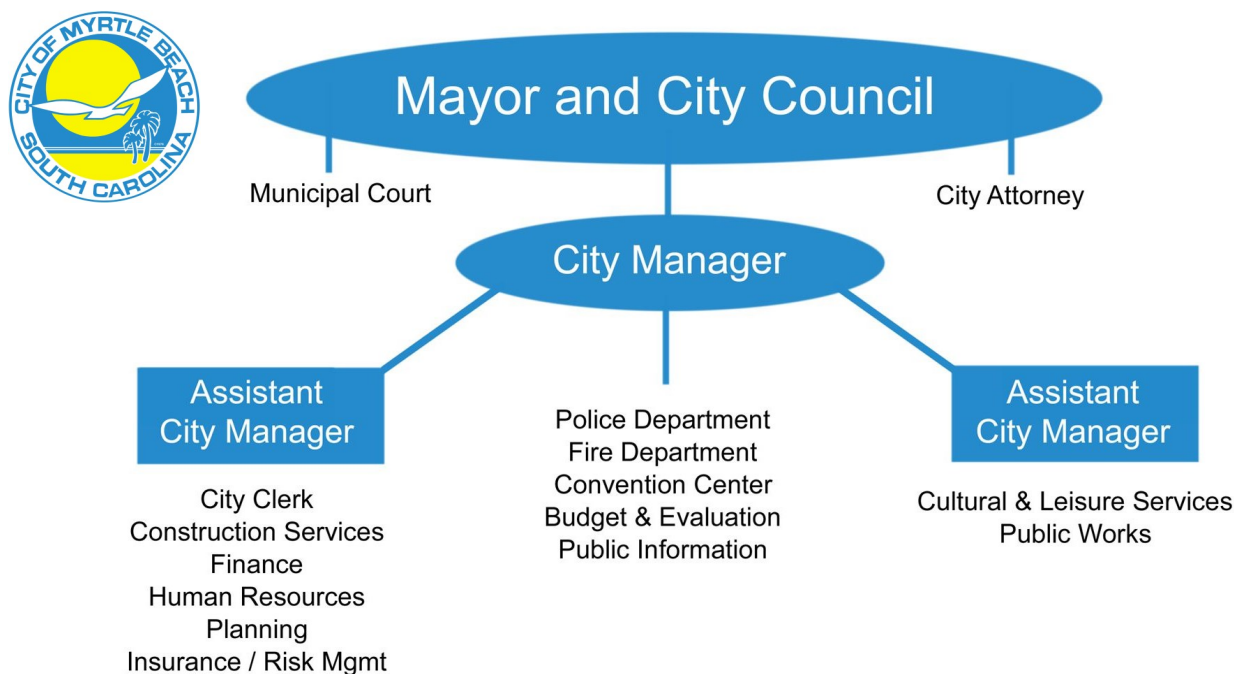 CITY OF MYRTLE BEACH
SOUTH CAROLINA
Mayor and City Council
Municipal Court
City Attorney
City Manager
Assistant
City Manager
City Clerk
Construction Services
Finance
Human Resources
Planning
Insurance / Risk Mgmt
Police Department
Fire Department
Convention Center
Budget & Evaluation
Public Information
Assistant
City Manager
Cultural & Leisure Services
Public Works